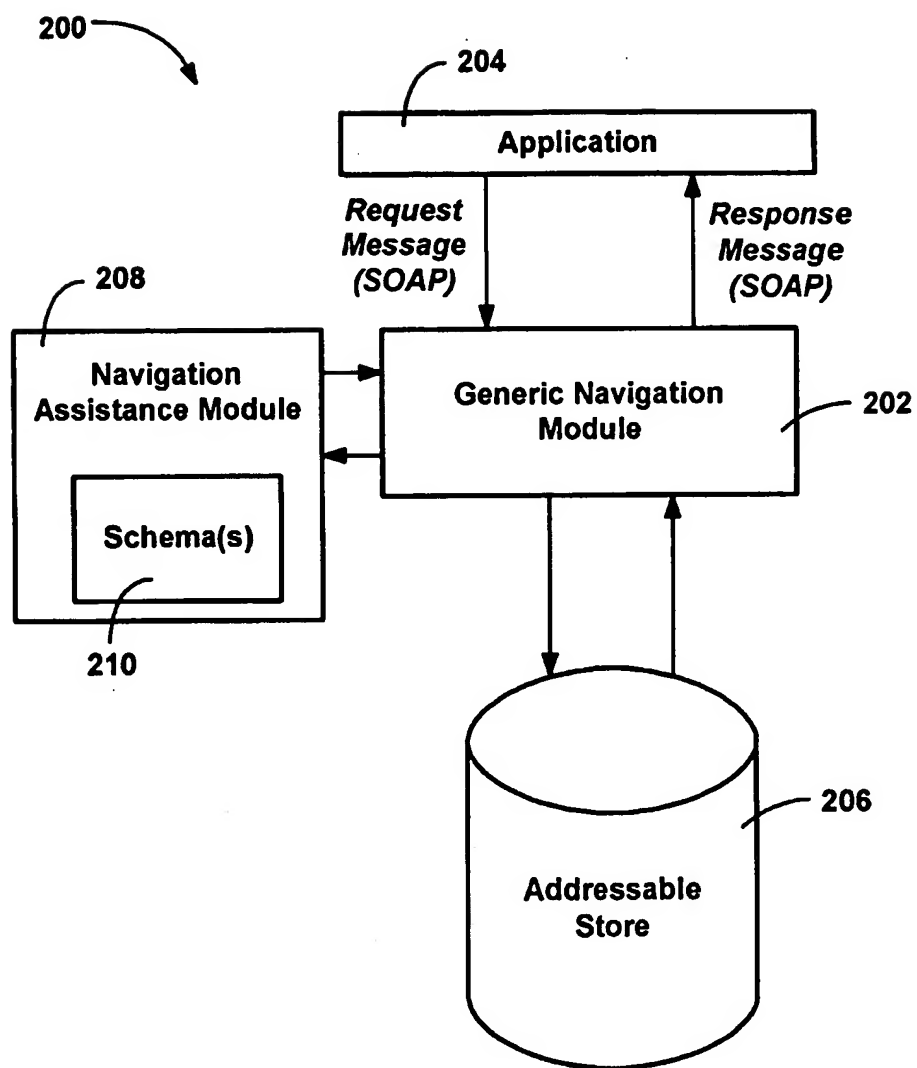 200
204
Application
Request
Message
(SOAP)
Response
Message
(SOAP)
208
Navigation
Assistance Module
Generic Navigation
Module
202
Schema(s)
210
206
Addressable
Store